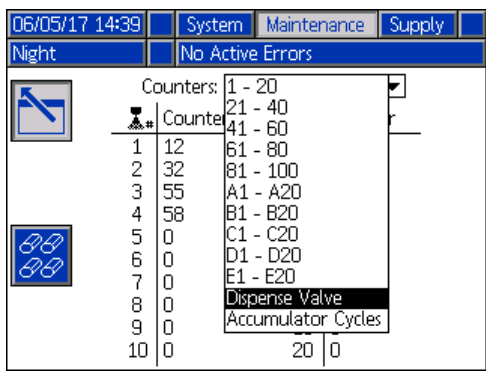 06/05/17 14:39 System Maintenance Supply
Night No Active Errors
Counters: 1 - 20
21 - 40
# Counter r
41 - 60
1 12 61 - 80
2 32 81 - 100
3 55 A1 - A20
4 58 B1 - B20
5 0 C1 - C20
6 0 D1 - D20
7 0 E1 - E20
8 0 Dispense Valve
9 0 Accumulator Cycles
10 0 20 0